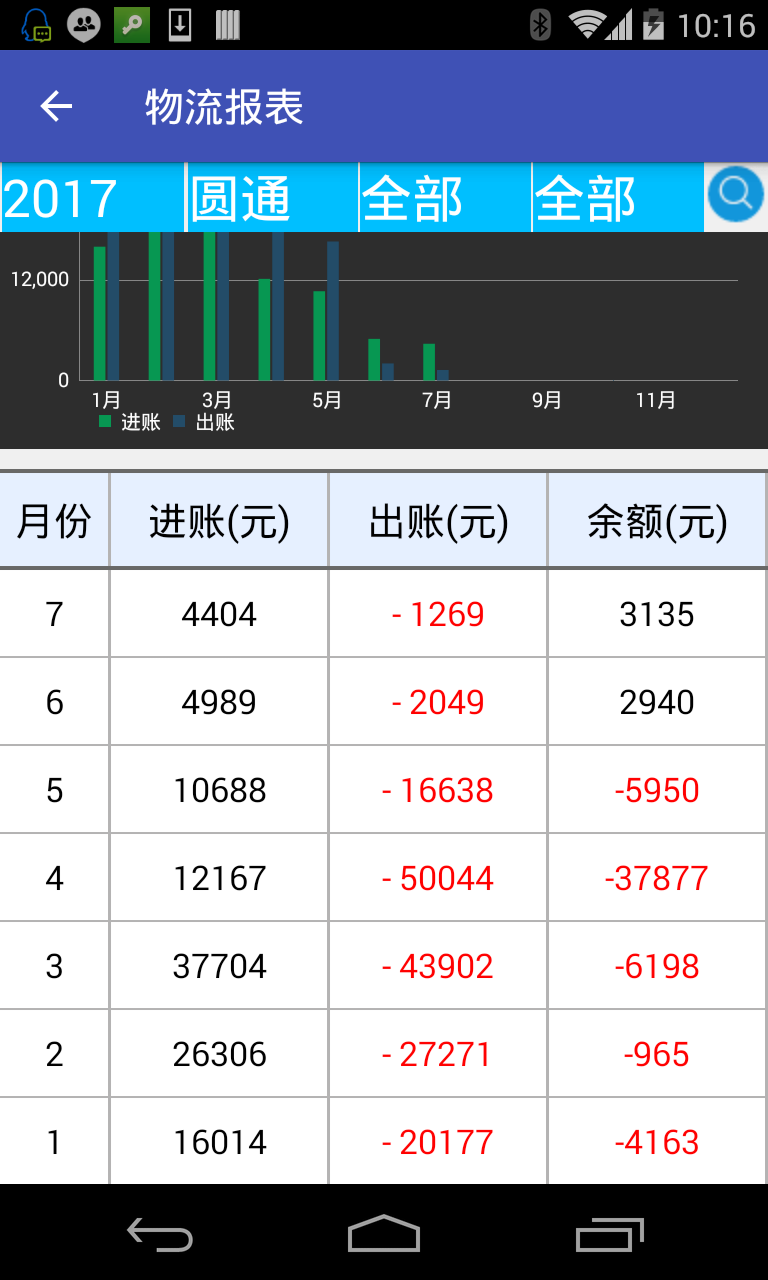 10:16
物流报表
2017 圆通 全部 全部
12,000
0
1月 3月 5月 7月 9月 11月
进账 出账
月份 进账(元) 出账(元) 余额(元)
7 4404 - 1269 3135
6 4989 - 2049 2940
5 10688 - 16638 -5950
4 12167 - 50044 -37877
3 37704 - 43902 -6198
2 26306 - 27271 -965
1 16014 - 20177 -4163